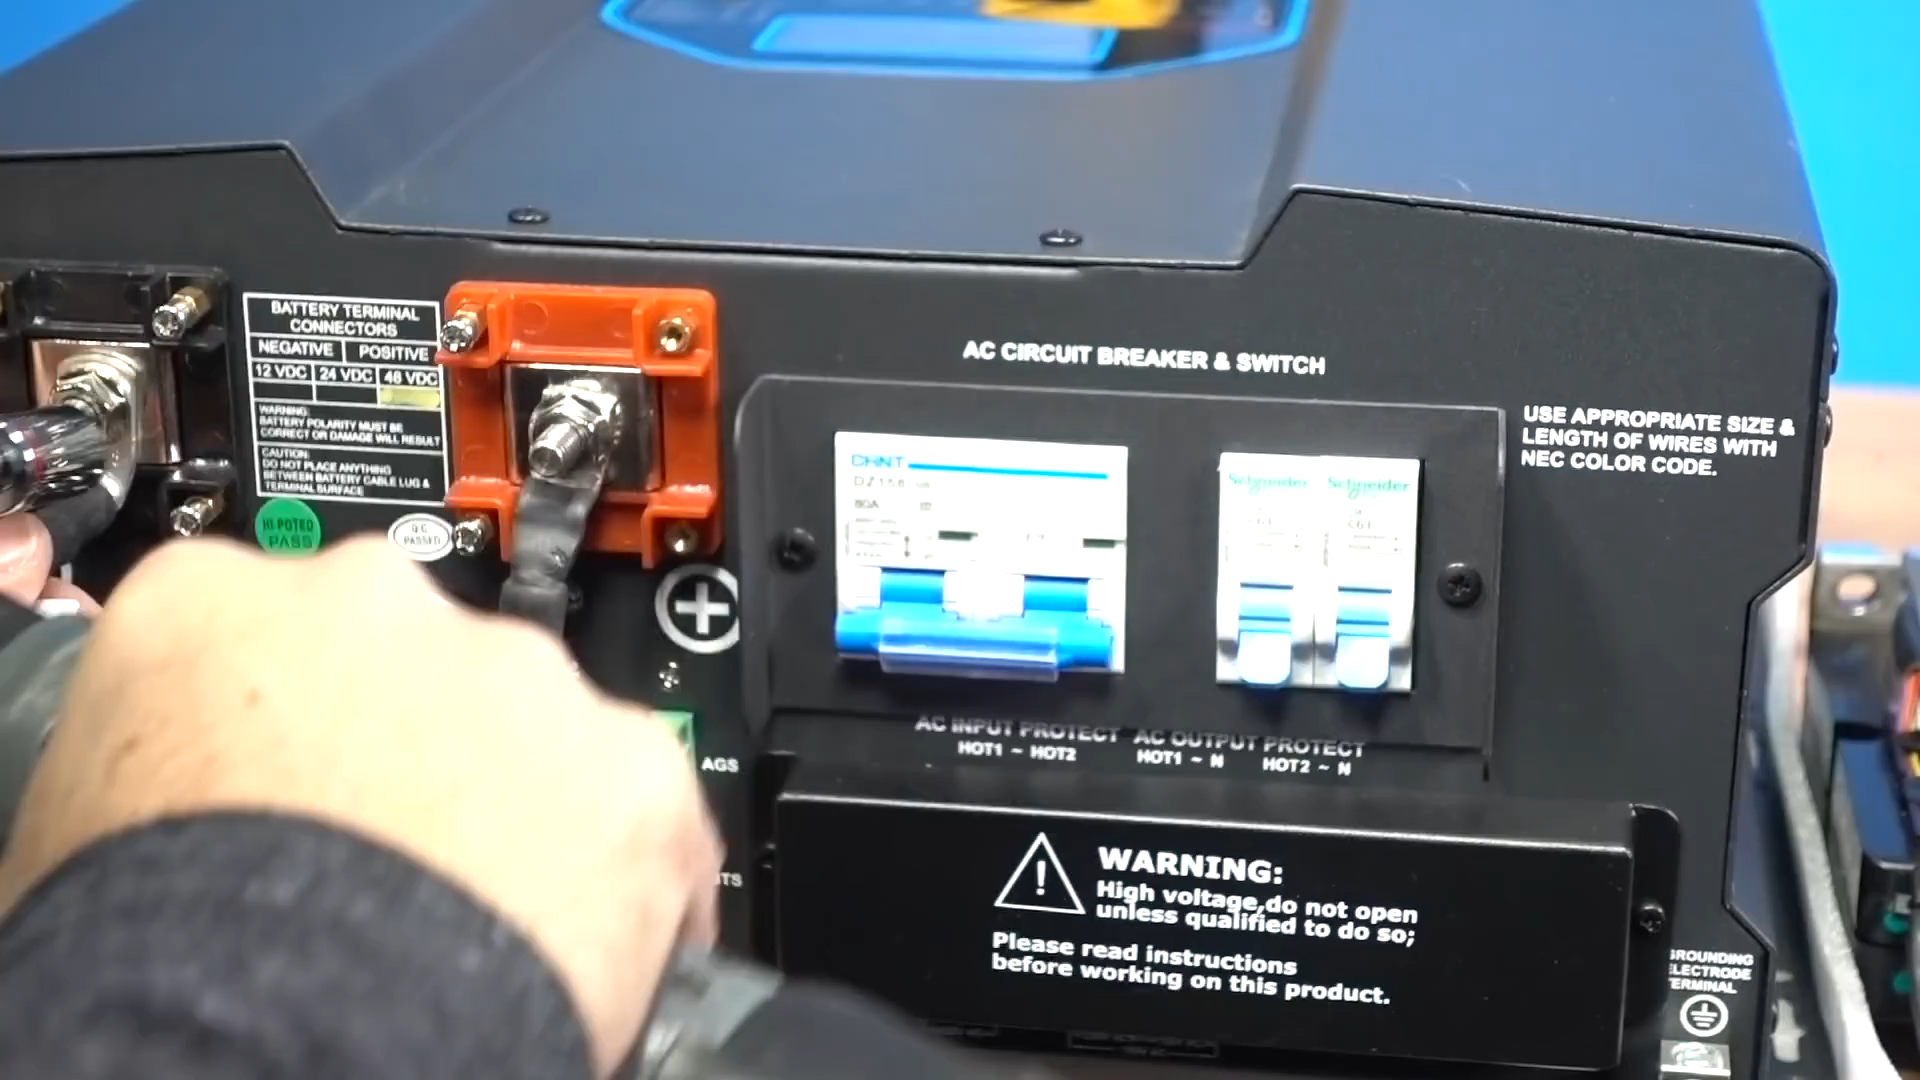 BATTERY TERMINAL
CONNECTORS
NEGATIVE POSITIVE
12 VDC 24 VDC 48 VDC
WARNING:
BATTERY POLARITY MUST BE
CORRECT OR DAMAGE WILL RESULT
CAUTION:
DO NOT PLACE ANYTHING
BETWEEN BATTERY CABLE LUG &
TERMINAL SURFACE
HI-POTED
PASS
Q.C.
PASSED
AC CIRCUIT BREAKER & SWITCH
USE APPROPRIATE SIZE &
LENGTH OF WIRES WITH
NEC COLOR CODE.
CHNT
DZ158
80A
Schneider Schneider
C63 C63
AC INPUT PROTECT AC OUTPUT PROTECT
HOT1 ~ HOT2 HOT1 ~ N HOT2 ~ N
AGS
WARNING:
High voltage,do not open
unless qualified to do so;
Please read instructions
before working on this product.
GROUNDING
ELECTRODE
TERMINAL